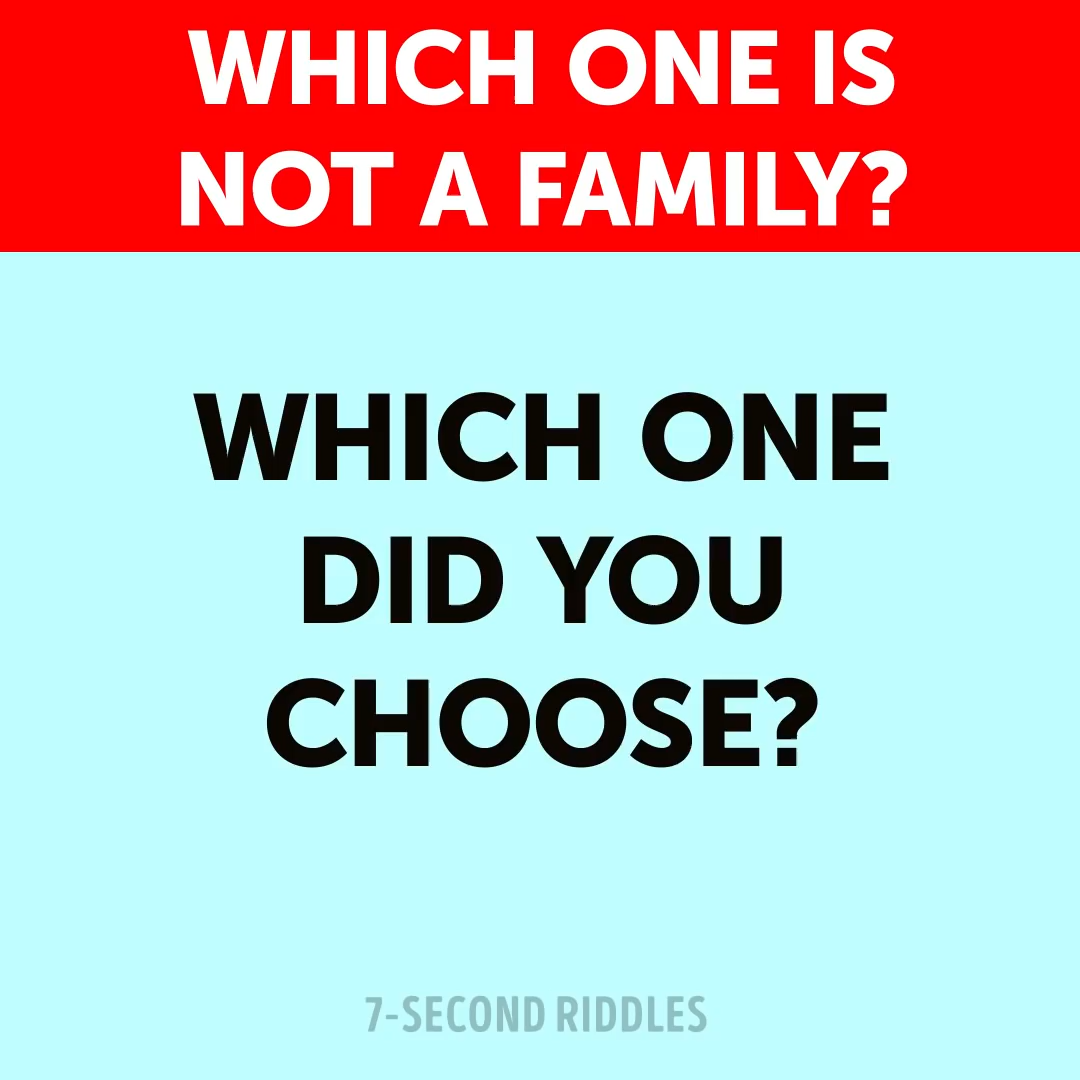 WHICH ONE IS
NOT A FAMILY?
WHICH ONE
DID YOU
CHOOSE?
7-SECOND RIDDLES